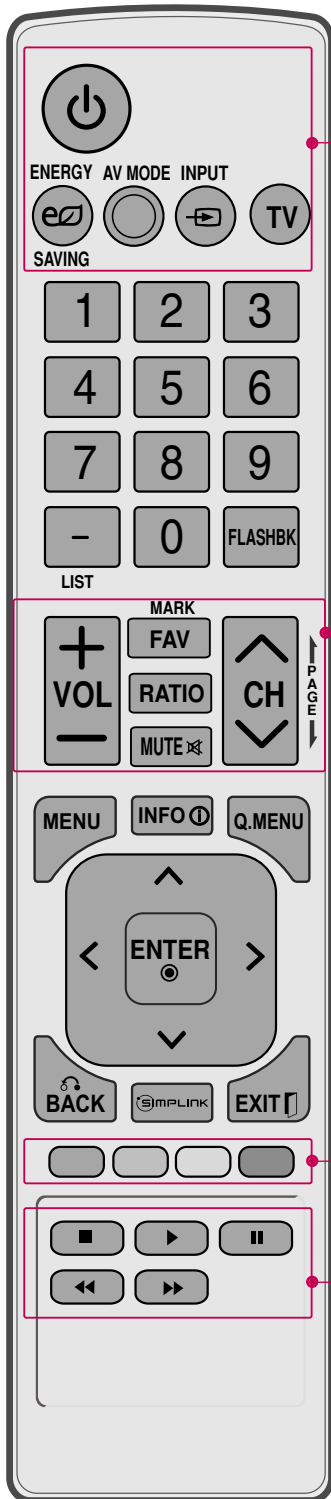 ENERGY AV MODE INPUT
TV
SAVING
1 2 3
4 5 6
7 8 9
- 0 FLASHBK
LIST
MARK
FAV
VOL RATIO CH
PAGE
MUTE
MENU INFO Q.MENU
ENTER
BACK SIMPLINK EXIT